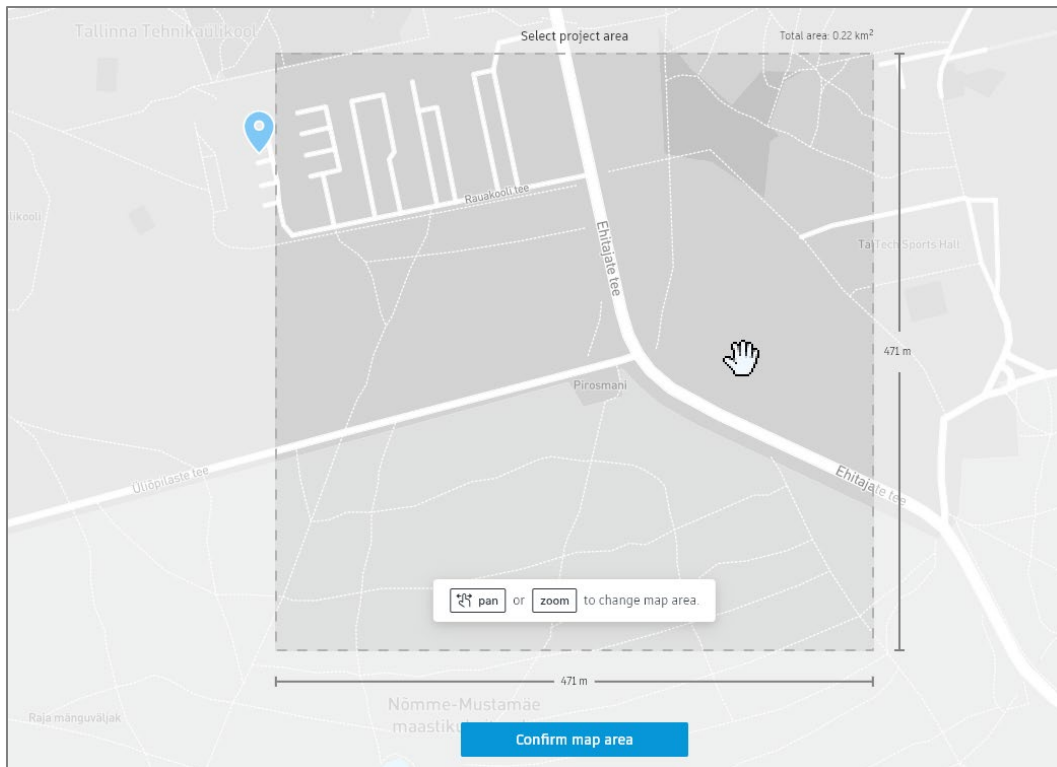 Tallinna Tehnikaülikool
Select project area
Total area: 0.22 km²
Rauakooli tee
Ehitajate tee
TalTech Sports Hall
471 m
Pirosmani
Üliõpilaste tee
Ehitajate tee
pan or zoom to change map area.
471 m
Nõmme-Mustamäe
Raja mänguväljak
Confirm map area